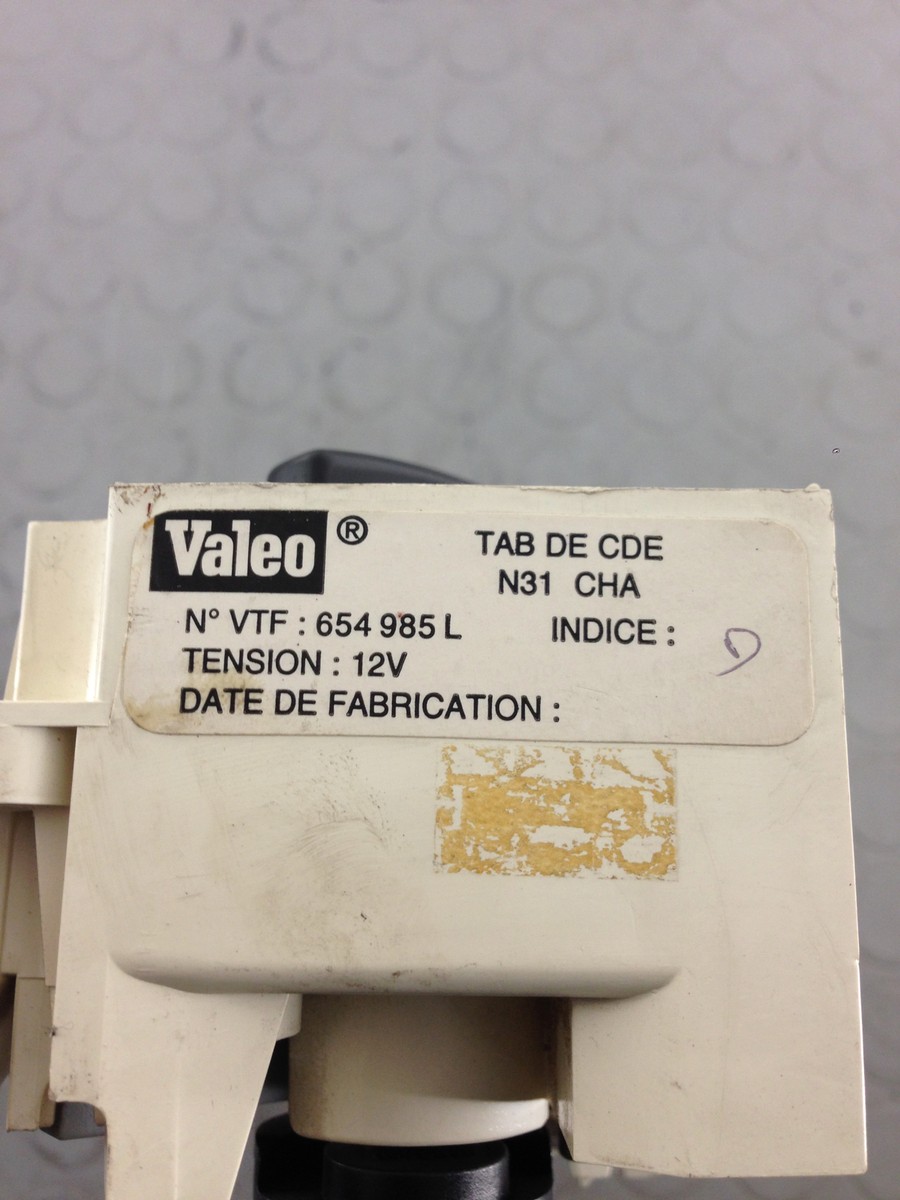 Valeo ®
TAB DE CDE
N31 CHA
N° VTF : 654 985 L
INDICE :
TENSION : 12V
DATE DE FABRICATION :